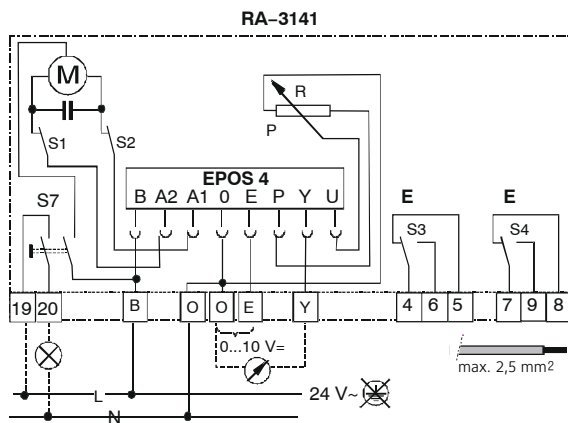 RA–3141
M
R
P
S1
S2
EPOS 4
B A2 A1 0 E P Y U
S7
E
E
S3
S4
19 20 B O O E Y 4 6 5 7 9 8
0...10 V=
max. 2,5 mm²
L
24 V~
N